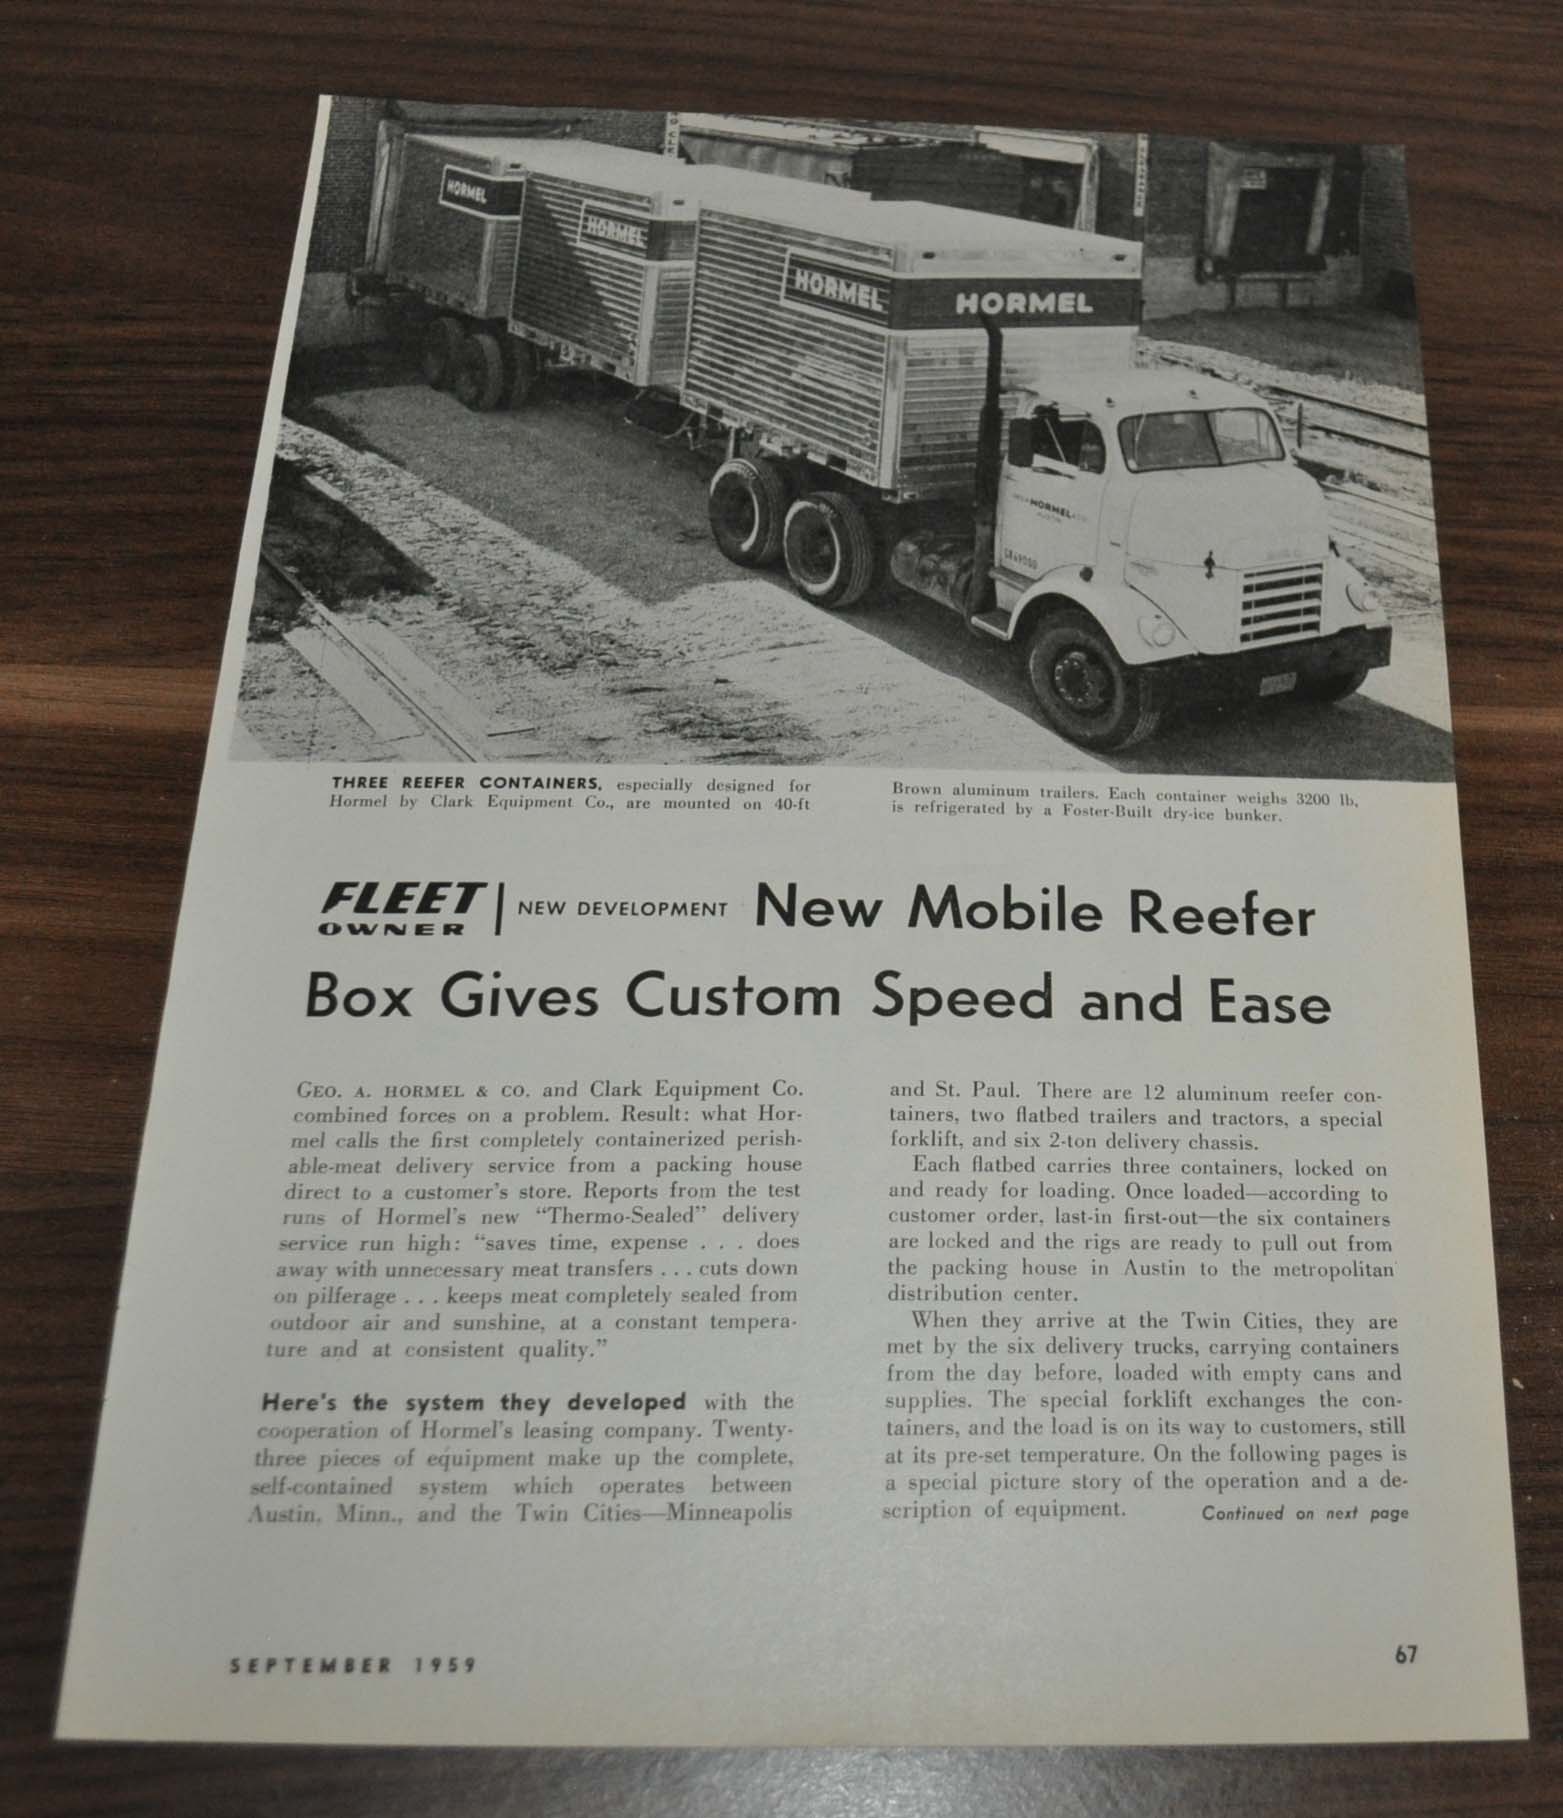 HORMEL
HORMEL
HORMEL
HORMEL
HORMEL
AUSTIN
THREE REEFER CONTAINERS, especially designed for
Hormel by Clark Equipment Co., are mounted on 40-ft
Brown aluminum trailers. Each container weighs 3200 lb,
is refrigerated by a Foster-Built dry-ice bunker.
FLEET
OWNER
NEW DEVELOPMENT New Mobile Reefer
Box Gives Custom Speed and Ease
GEO. A. HORMEL & CO. and Clark Equipment Co.
combined forces on a problem. Result: what Hor-
mel calls the first completely containerized perish-
able-meat delivery service from a packing house
direct to a customer's store. Reports from the test
runs of Hormel's new "Thermo-Sealed" delivery
service run high: "saves time, expense . . . does
away with unnecessary meat transfers . . . cuts down
on pilferage . . . keeps meat completely sealed from
outdoor air and sunshine, at a constant tempera-
ture and at consistent quality."
Here's the system they developed with the
cooperation of Hormel's leasing company. Twenty-
three pieces of equipment make up the complete,
self-contained system which operates between
Austin, Minn., and the Twin Cities—Minneapolis
and St. Paul. There are 12 aluminum reefer con-
tainers, two flatbed trailers and tractors, a special
forklift, and six 2-ton delivery chassis.
Each flatbed carries three containers, locked on
and ready for loading. Once loaded—according to
customer order, last-in first-out—the six containers
are locked and the rigs are ready to pull out from
the packing house in Austin to the metropolitan
distribution center.
When they arrive at the Twin Cities, they are
met by the six delivery trucks, carrying containers
from the day before, loaded with empty cans and
supplies. The special forklift exchanges the con-
tainers, and the load is on its way to customers, still
at its pre-set temperature. On the following pages is
a special picture story of the operation and a de-
scription of equipment.
Continued on next page
SEPTEMBER 1959
67